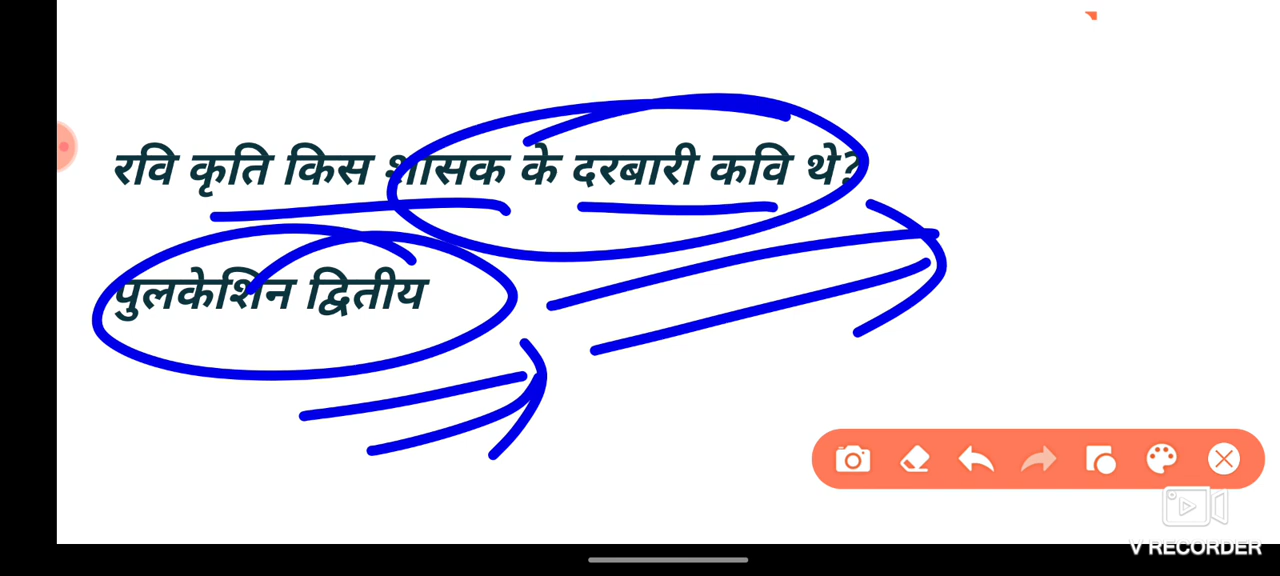 रवि कृति किस शासक के दरबारी कवि थे?
पुलकेशिन द्वितीय
V RECORDER